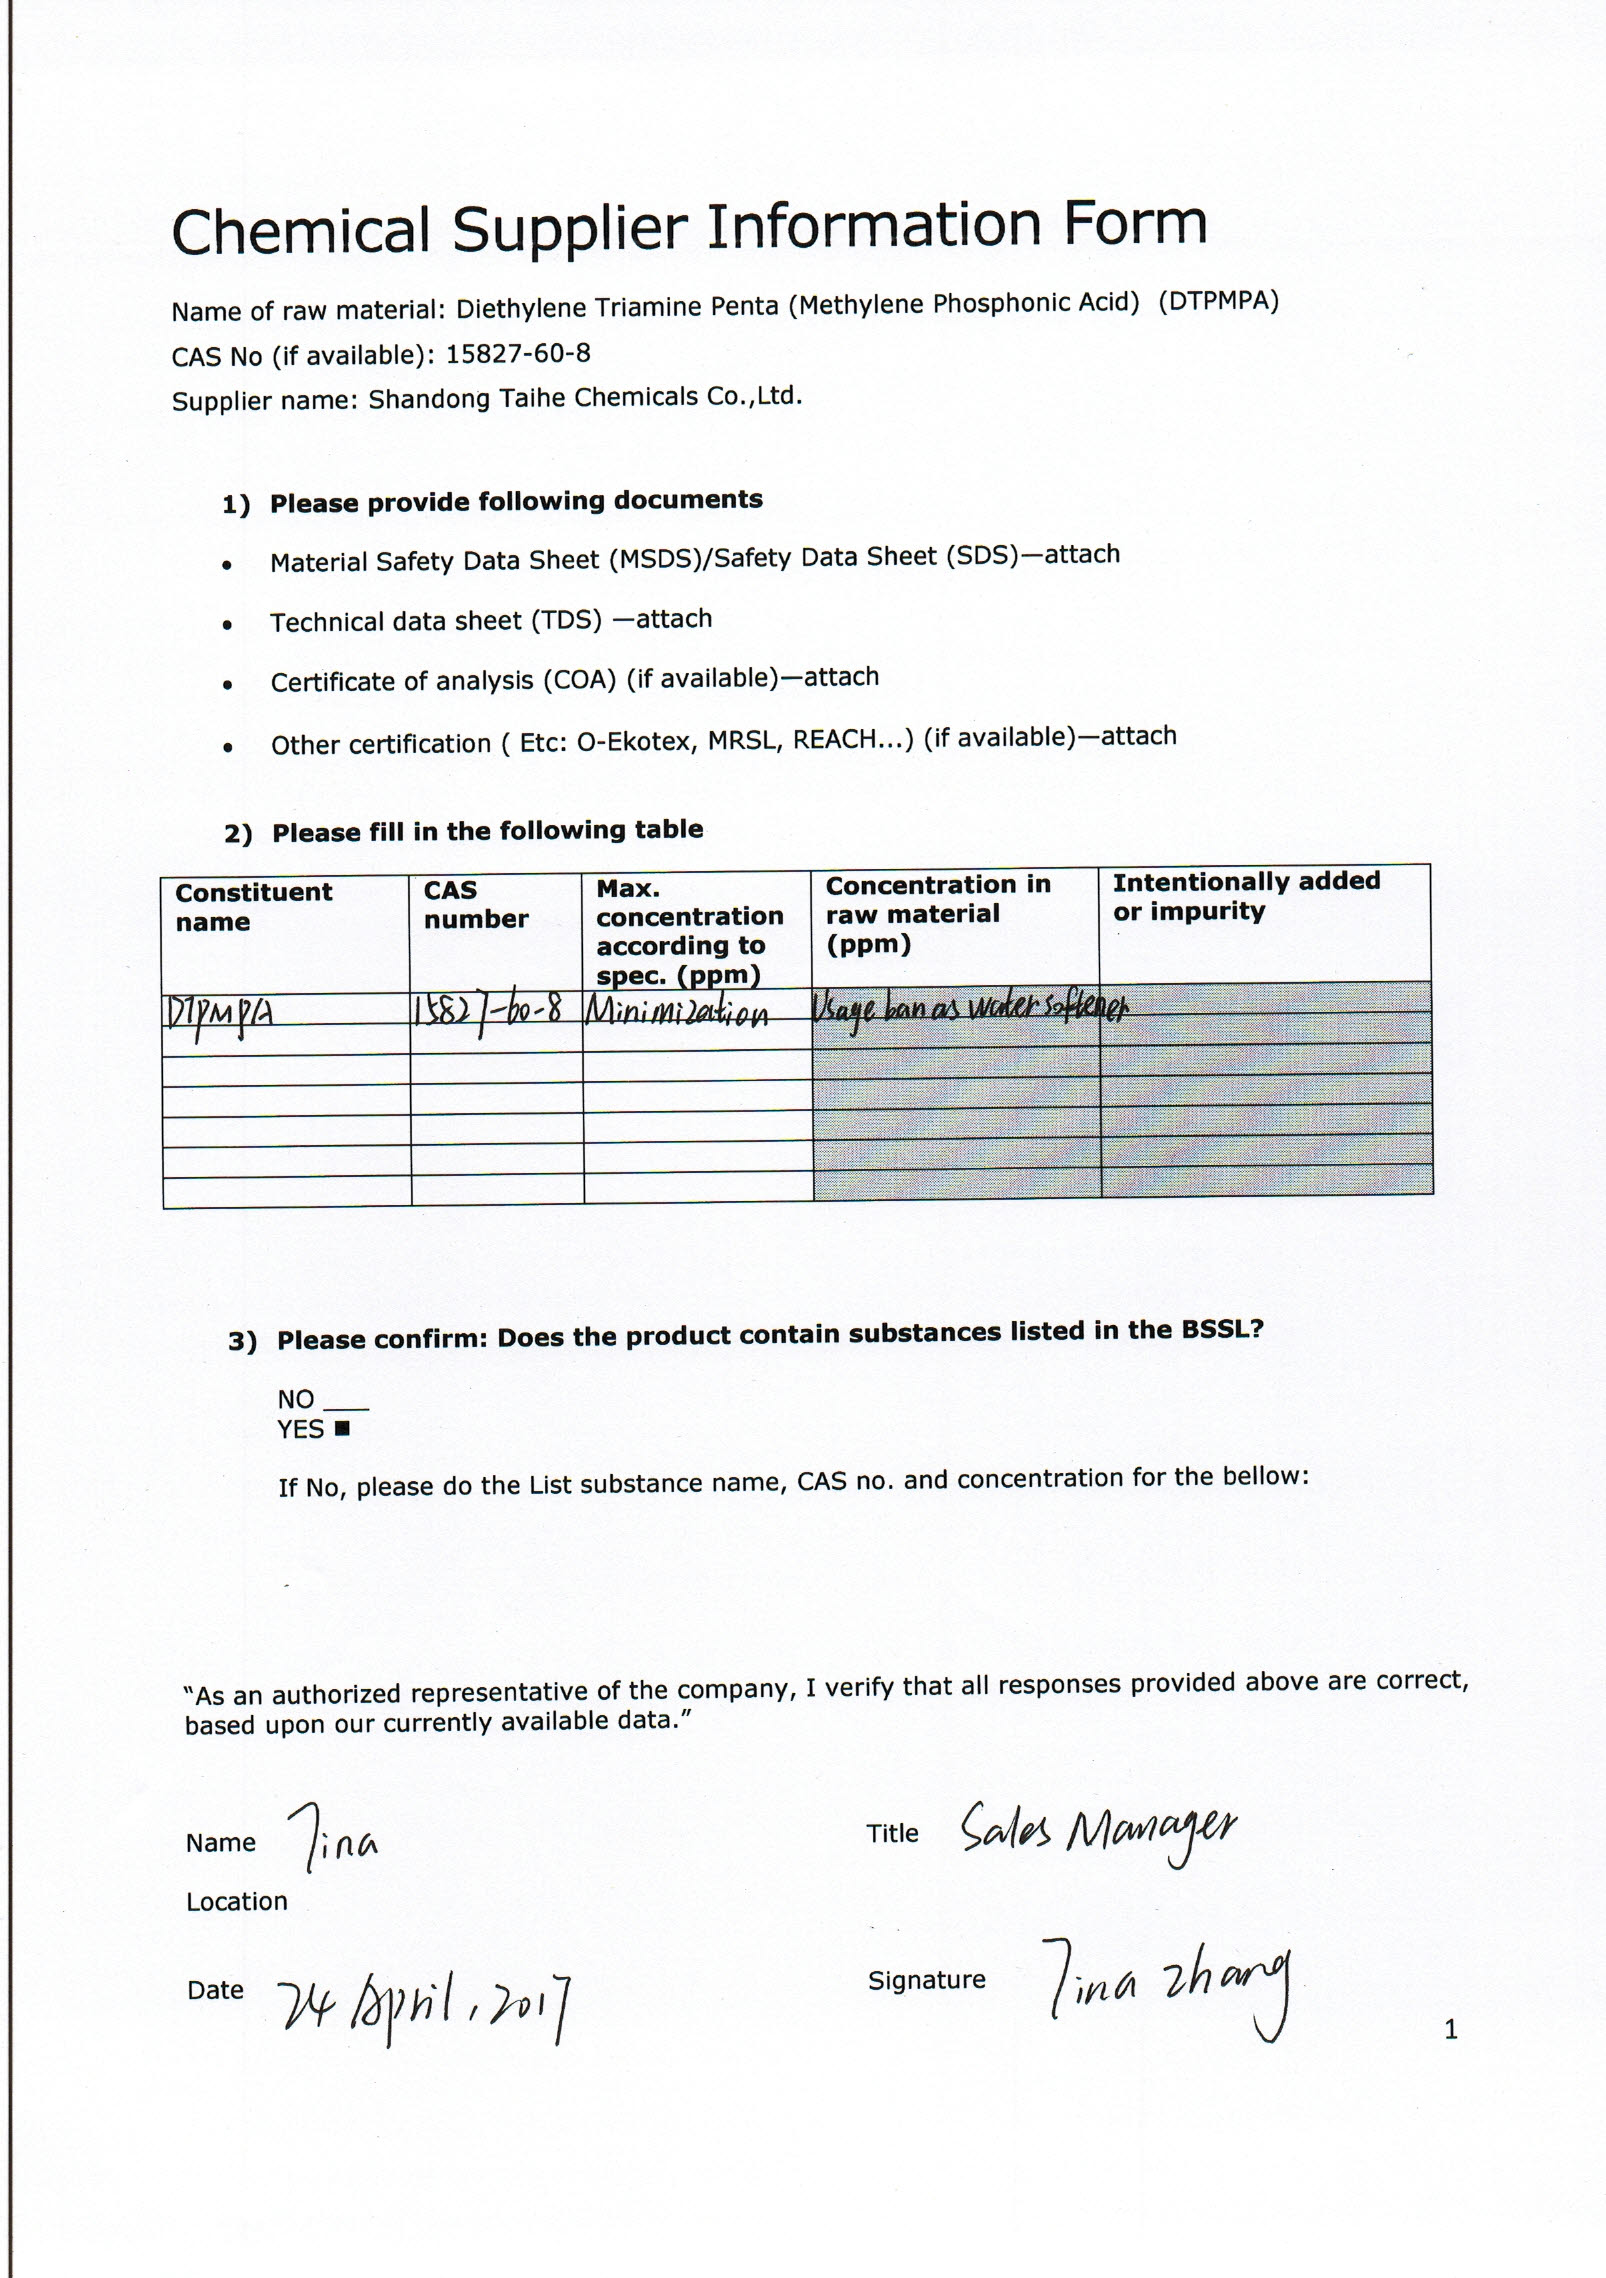 Chemical Supplier Information Form
Name of raw material: Diethylene Triamine Penta (Methylene Phosphonic Acid) (DTPMPA)
CAS No (if available): 15827-60-8
Supplier name: Shandong Taihe Chemicals Co.,Ltd.
1) Please provide following documents
• Material Safety Data Sheet (MSDS)/Safety Data Sheet (SDS)—attach
• Technical data sheet (TDS) —attach
• Certificate of analysis (COA) (if available)—attach
• Other certification ( Etc: O-Ekotex, MRSL, REACH...) (if available)—attach
2) Please fill in the following table
Constituent name
CAS number
Max. concentration according to spec. (ppm)
Concentration in raw material (ppm)
Intentionally added or impurity
DTPMPA 15827-60-8 Minimization Usage ban as water softener
3) Please confirm: Does the product contain substances listed in the BSSL?
NO ___
YES ■
If No, please do the List substance name, CAS no. and concentration for the bellow:
“As an authorized representative of the company, I verify that all responses provided above are correct,
based upon our currently available data.”
Name Tina Title Sales Manager
Location
Date 24 April, 2017 Signature Tina zhang
1